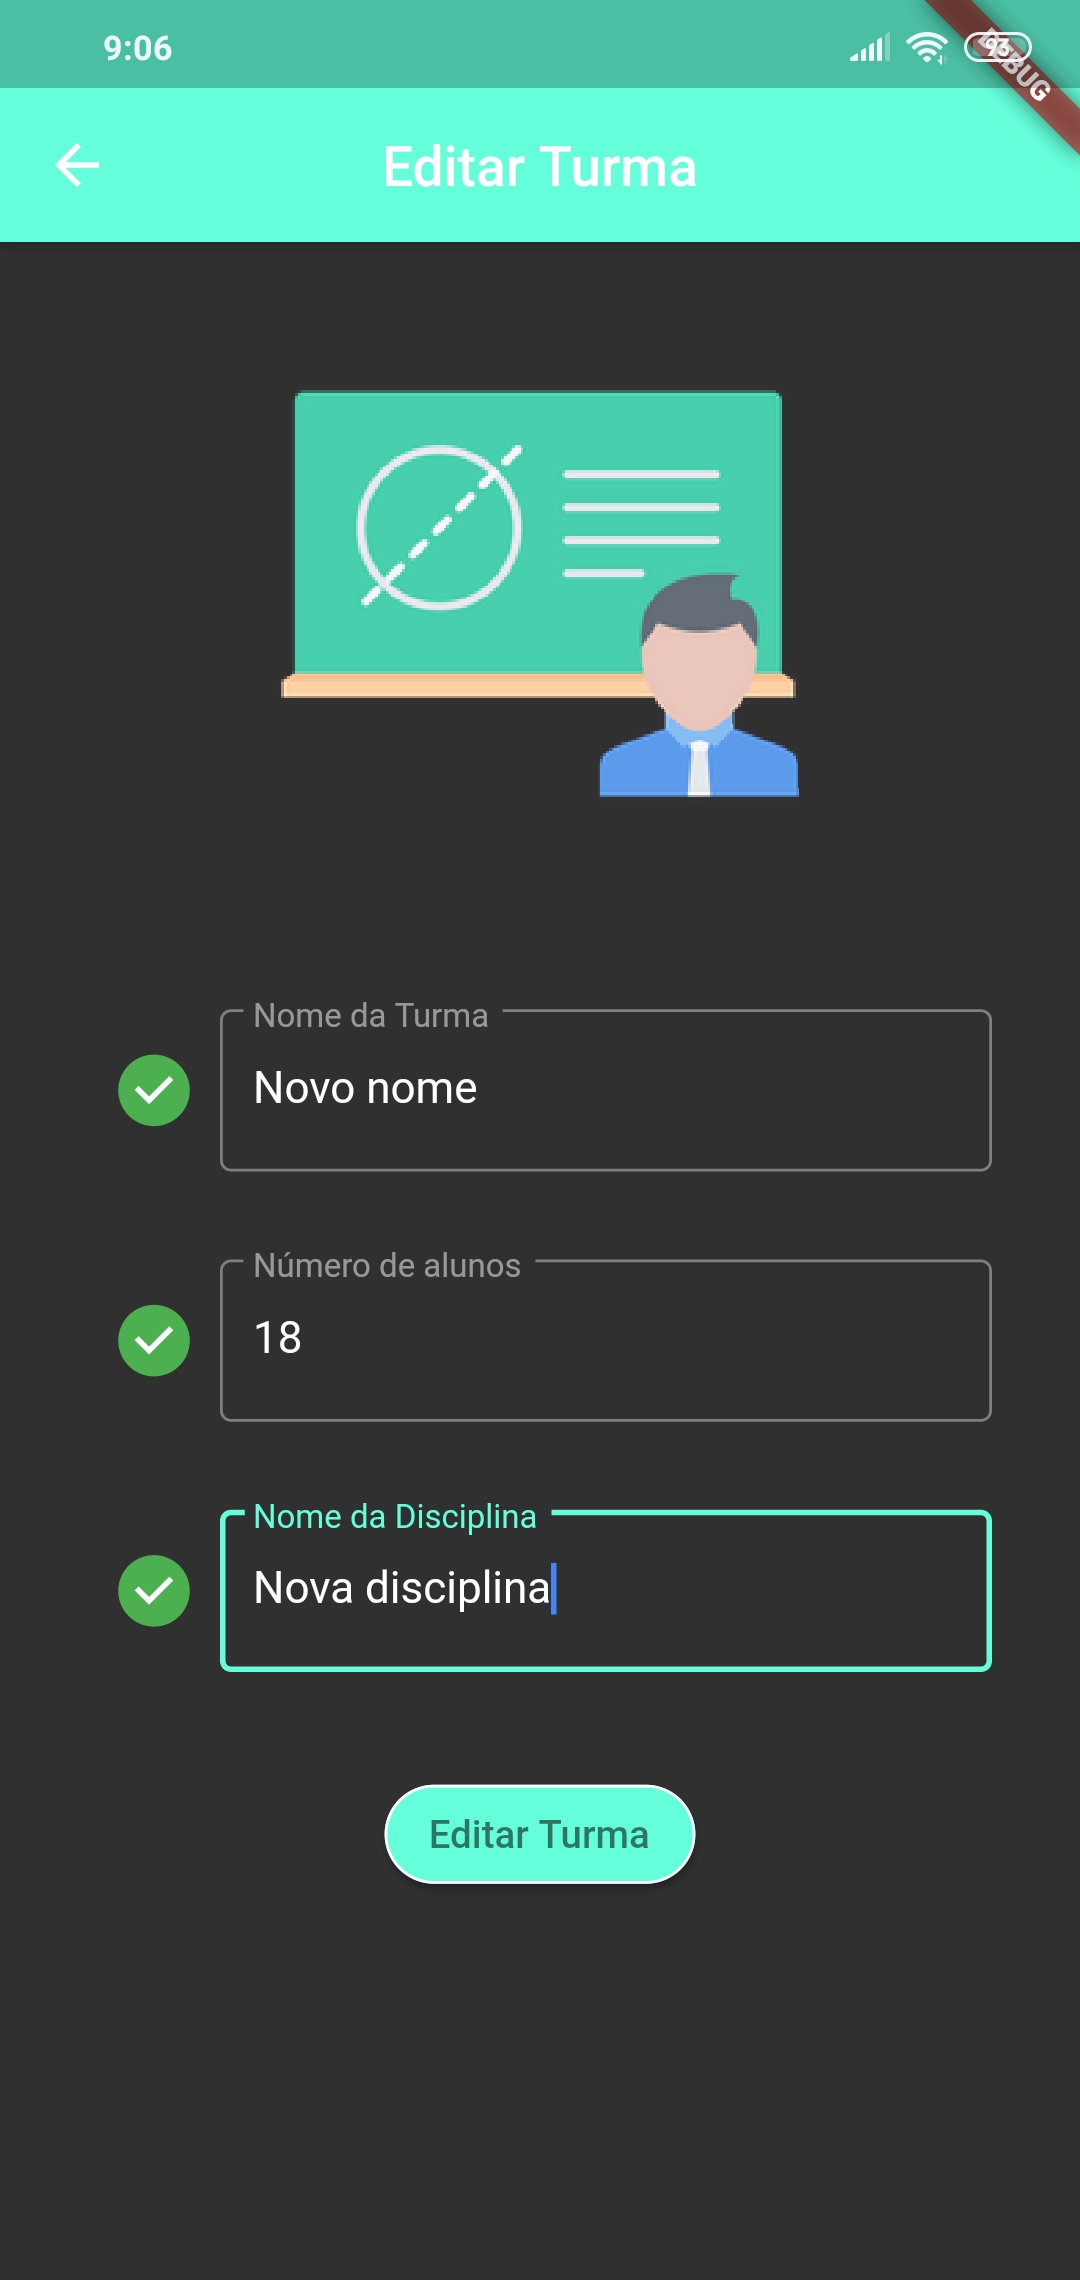 9:06
93
DEBUG
Editar Turma
Nome da Turma
Novo nome
Número de alunos
18
Nome da Disciplina
Nova disciplina
Editar Turma